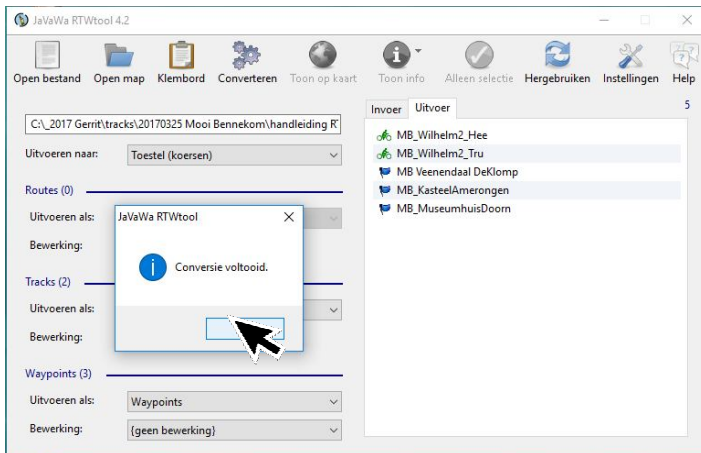 JaVaWa RTWtool 4.2
Open bestand Open map Klembord Converteren Toon op kaart Toon info Alleen selectie Hergebruiken Instellingen Help
Invoer Uitvoer 5
C:\_2017 Gerrit\tracks\20170325 Mooi Bennekom\handleiding R
Uitvoeren naar: Toestel (koersen)
MB_Wilhelm2_Hee
MB_Wilhelm2_Tru
MB Veenendaal DeKlomp
MB_KasteelAmerongen
MB_MuseumhuisDoorn
Routes (0)
Uitvoeren als:
Bewerking:
JaVaWa RTWtool
Conversie voltooid.
Tracks (2)
Uitvoeren als:
Bewerking:
Waypoints (3)
Uitvoeren als: Waypoints
Bewerking: {geen bewerking}